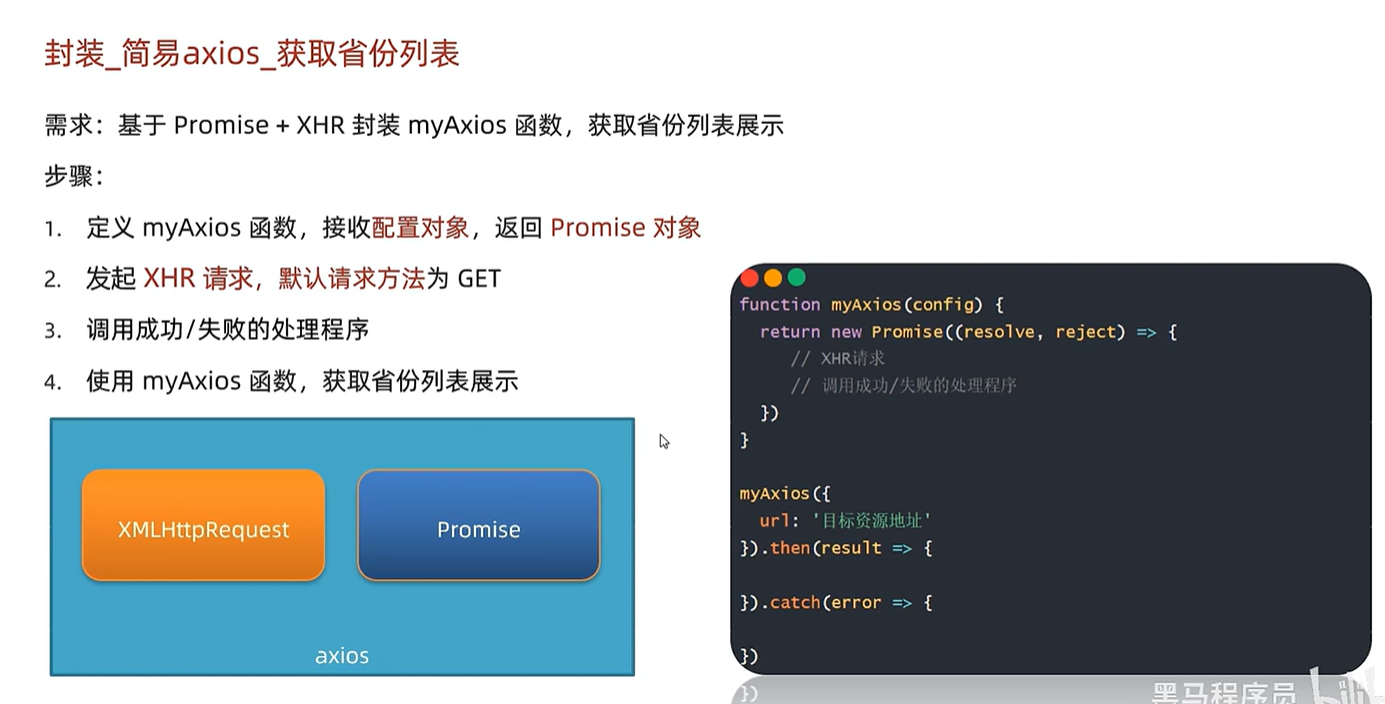 封装_简易axios_获取省份列表
需求：基于 Promise + XHR 封装 myAxios 函数，获取省份列表展示
步骤：
1. 定义 myAxios 函数，接收配置对象，返回 Promise 对象
2. 发起 XHR 请求，默认请求方法为 GET
3. 调用成功/失败的处理程序
4. 使用 myAxios 函数，获取省份列表展示
XMLHttpRequest
Promise
axios
function myAxios(config) {
return new Promise((resolve, reject) => {
// XHR请求
// 调用成功/失败的处理程序
})
}
myAxios({
url: '目标资源地址'
}).then(result => {
}).catch(error => {
})
黑马程序员